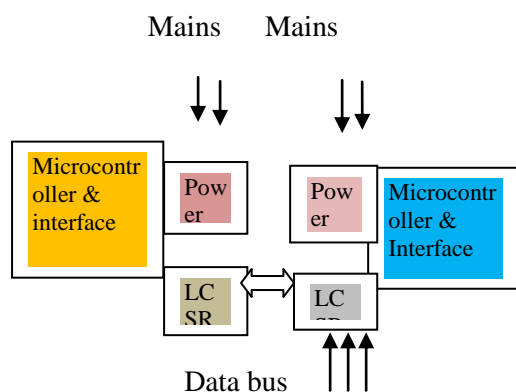 Mains Mains
Microcontr
oller &
interface
Pow
er
Pow
er
Microcontr
oller &
Interface
LC
SR
LC
Data bus